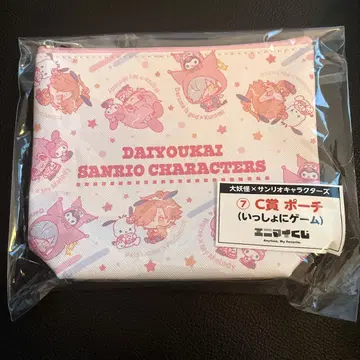 DAIYOUKAI
SANRIO CHARACTERS
大妖怪×サンリオキャラクターズ
⑦ C賞 ポーチ
(いっしょにゲーム)
エニマイくじ
Anytime, My favorite.